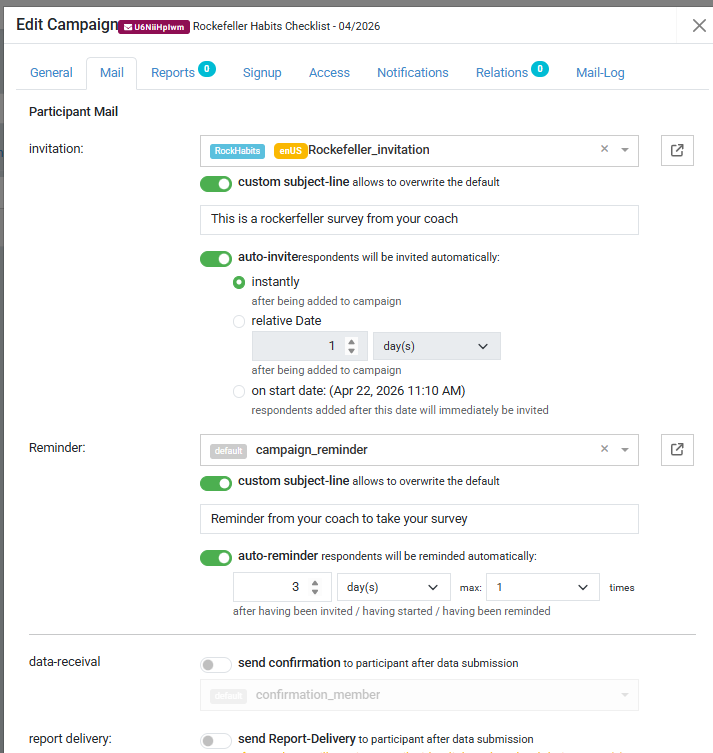 Edit Campaign U6NiiHpIwm Rockefeller Habits Checklist - 04/2026
General Mail Reports 0 Signup Access Notifications Relations 0 Mail-Log
Participant Mail
invitation: RockHabits enUS Rockefeller_invitation
custom subject-line allows to overwrite the default
This is a rockerfeller survey from your coach
auto-invite respondents will be invited automatically:
instantly
after being added to campaign
relative Date
1 day(s)
after being added to campaign
on start date: (Apr 22, 2026 11:10 AM)
respondents added after this date will immediately be invited
Reminder: default campaign_reminder
custom subject-line allows to overwrite the default
Reminder from your coach to take your survey
auto-reminder respondents will be reminded automatically:
3 day(s) max: 1 times
after having been invited / having started / having been reminded
data-receival send confirmation to participant after data submission
default confirmation_member
report delivery: send Report-Delivery to participant after data submission